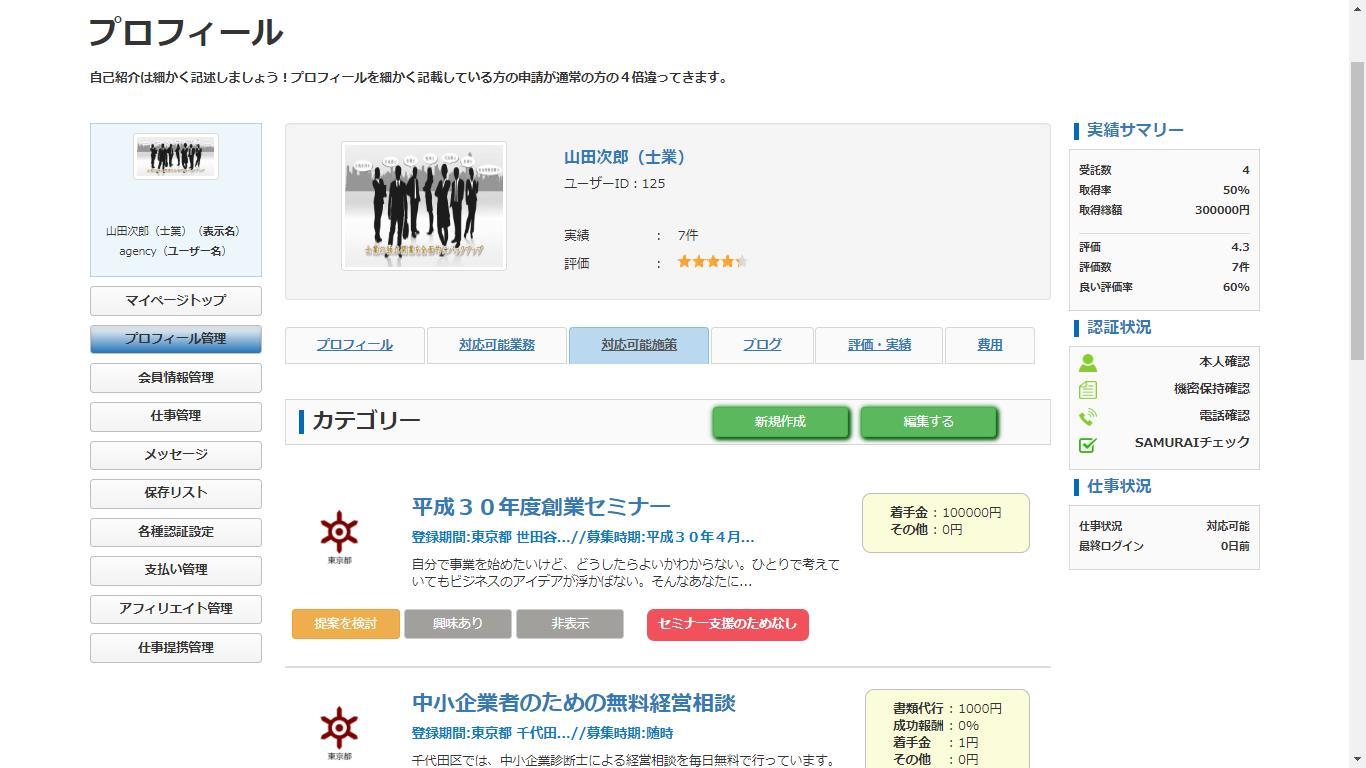 プロフィール
自己紹介は細かく記述しましょう！プロフィールを細かく記載している方の申請が通常の方の４倍違ってきます。
山田次郎（士業）（表示名）
agency（ユーザー名）
マイページトップ
プロフィール管理
会員情報管理
仕事管理
メッセージ
保存リスト
各種認証設定
支払い管理
アフィリエイト管理
仕事提携管理
山田次郎（士業）
ユーザーID：125
実績 ： 7件
評価 ：
プロフィール 対応可能業務 対応可能施策 ブログ 評価・実績 費用
カテゴリー
新規作成 編集する
平成３０年度創業セミナー
登録期間:東京都 世田谷...//募集時期:平成３０年４月...
自分で事業を始めたいけど、どうしたらよいかわからない。ひとりで考えて
いてもビジネスのアイデアが浮かばない。そんなあなたに...
東京都
着手金：100000円
その他：0円
提案を検討 興味あり 非表示 セミナー支援のためなし
中小企業者のための無料経営相談
登録期間:東京都 千代田...//募集時期:随時
千代田区では、中小企業診断士による経営相談を毎日無料で行っています。
東京都
書類代行：1000円
成功報酬：0%
着手金 ：1円
その他 ：0円
実績サマリー
受託数 4
取得率 50%
取得総額 300000円
評価 4.3
評価数 7件
良い評価率 60%
認証状況
本人確認
機密保持確認
電話確認
SAMURAIチェック
仕事状況
仕事状況 対応可能
最終ログイン 0日前